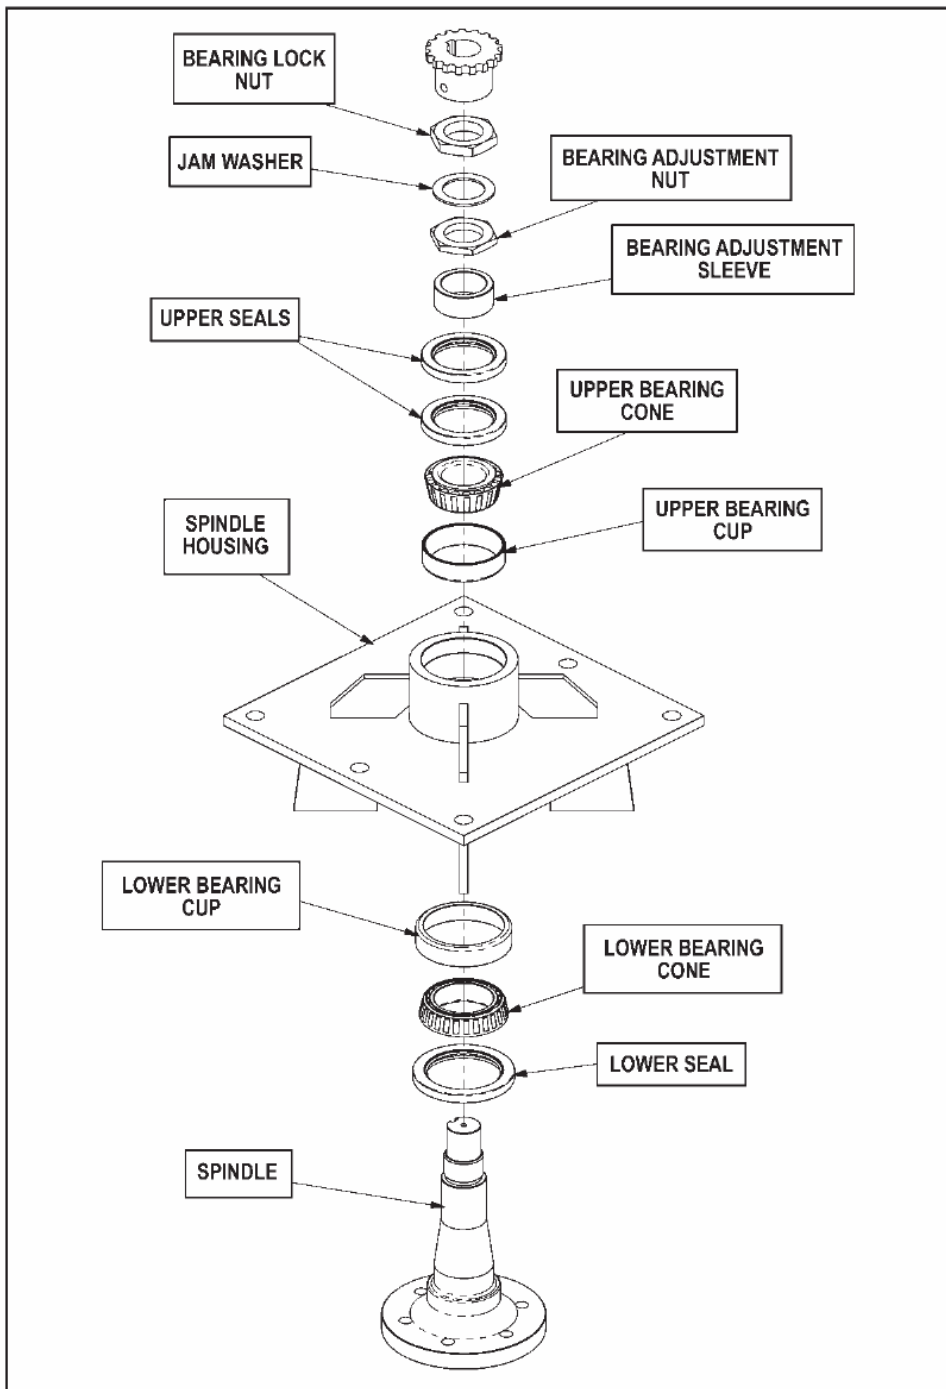 BEARING LOCK
NUT
JAM WASHER
BEARING ADJUSTMENT
NUT
BEARING ADJUSTMENT
SLEEVE
UPPER SEALS
UPPER BEARING
CONE
UPPER BEARING
CUP
SPINDLE
HOUSING
LOWER BEARING
CUP
LOWER BEARING
CONE
LOWER SEAL
SPINDLE